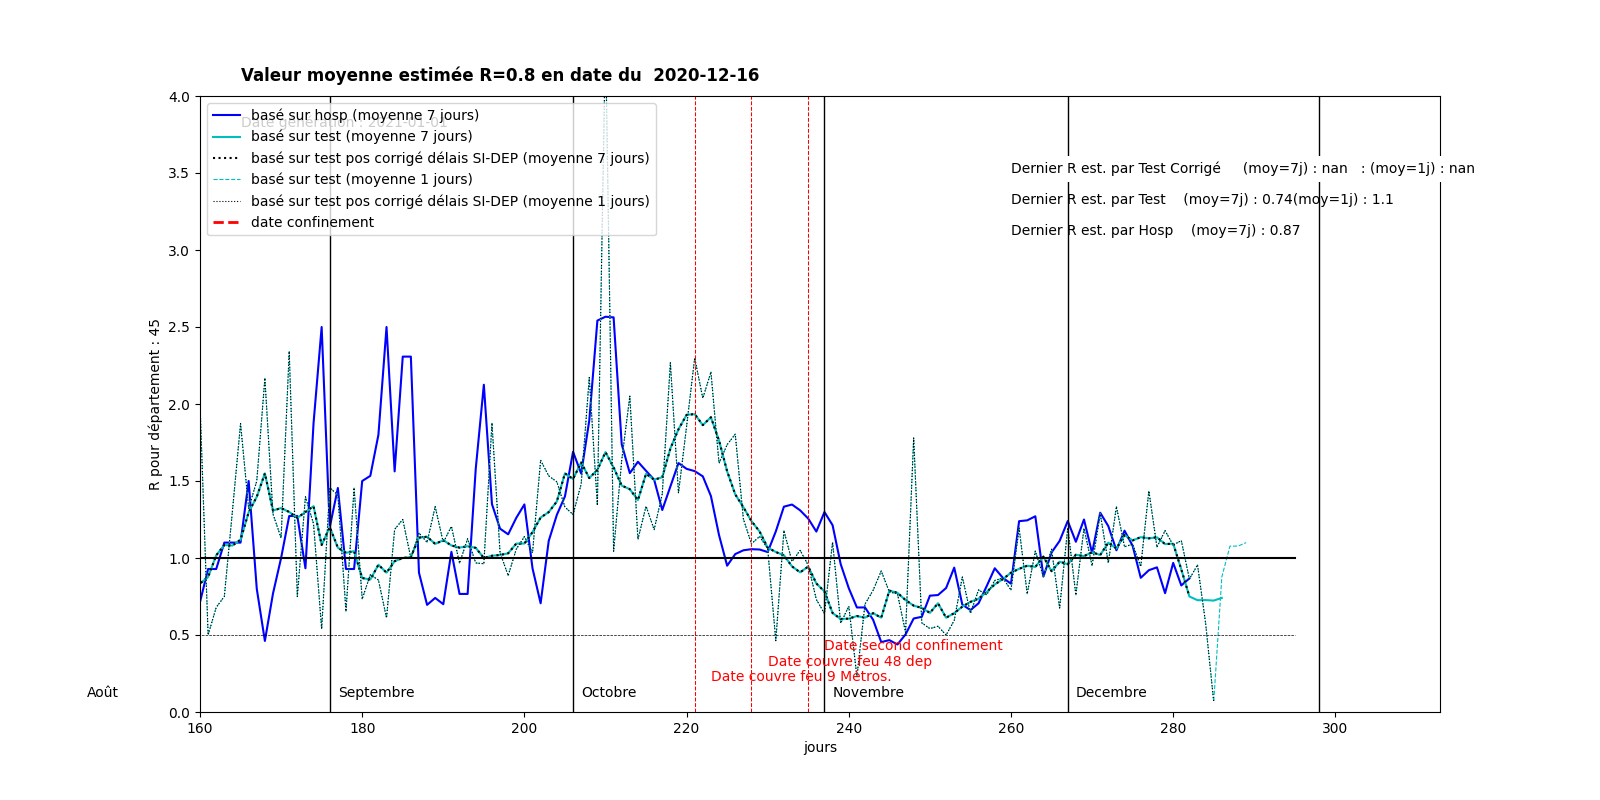 Valeur moyenne estimée R=0.8 en date du  2020-12-16
Date génération : 2021-01-01
basé sur hosp (moyenne 7 jours)
basé sur test (moyenne 7 jours)
basé sur test pos corrigé délais SI-DEP (moyenne 7 jours)
basé sur test (moyenne 1 jours)
basé sur test pos corrigé délais SI-DEP (moyenne 1 jours)
date confinement
Dernier R est. par Test Corrigé     (moy=7j) : nan   : (moy=1j) : nan
Dernier R est. par Test    (moy=7j) : 0.74(moy=1j) : 1.1
Dernier R est. par Hosp    (moy=7j) : 0.87
R pour département : 45
4.0
3.5
3.0
2.5
2.0
1.5
1.0
0.5
0.0
Date second confinement
Date couvre feu 48 dep
Date couvre feu 9 Métros.
Août
Septembre
Octobre
Novembre
Decembre
160
180
200
220
240
260
280
300
jours